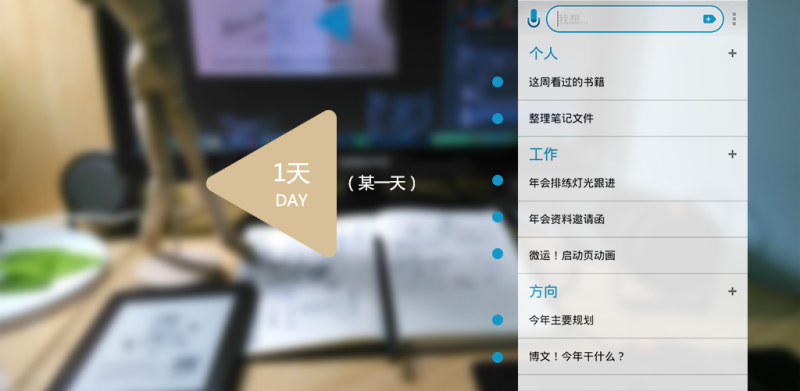 1天
DAY
（某一天）
我想...
个人
这周看过的书籍
整理笔记文件
工作
年会排练灯光跟进
年会资料邀请函
微运！启动页动画
方向
今年主要规划
博文！今年干什么？